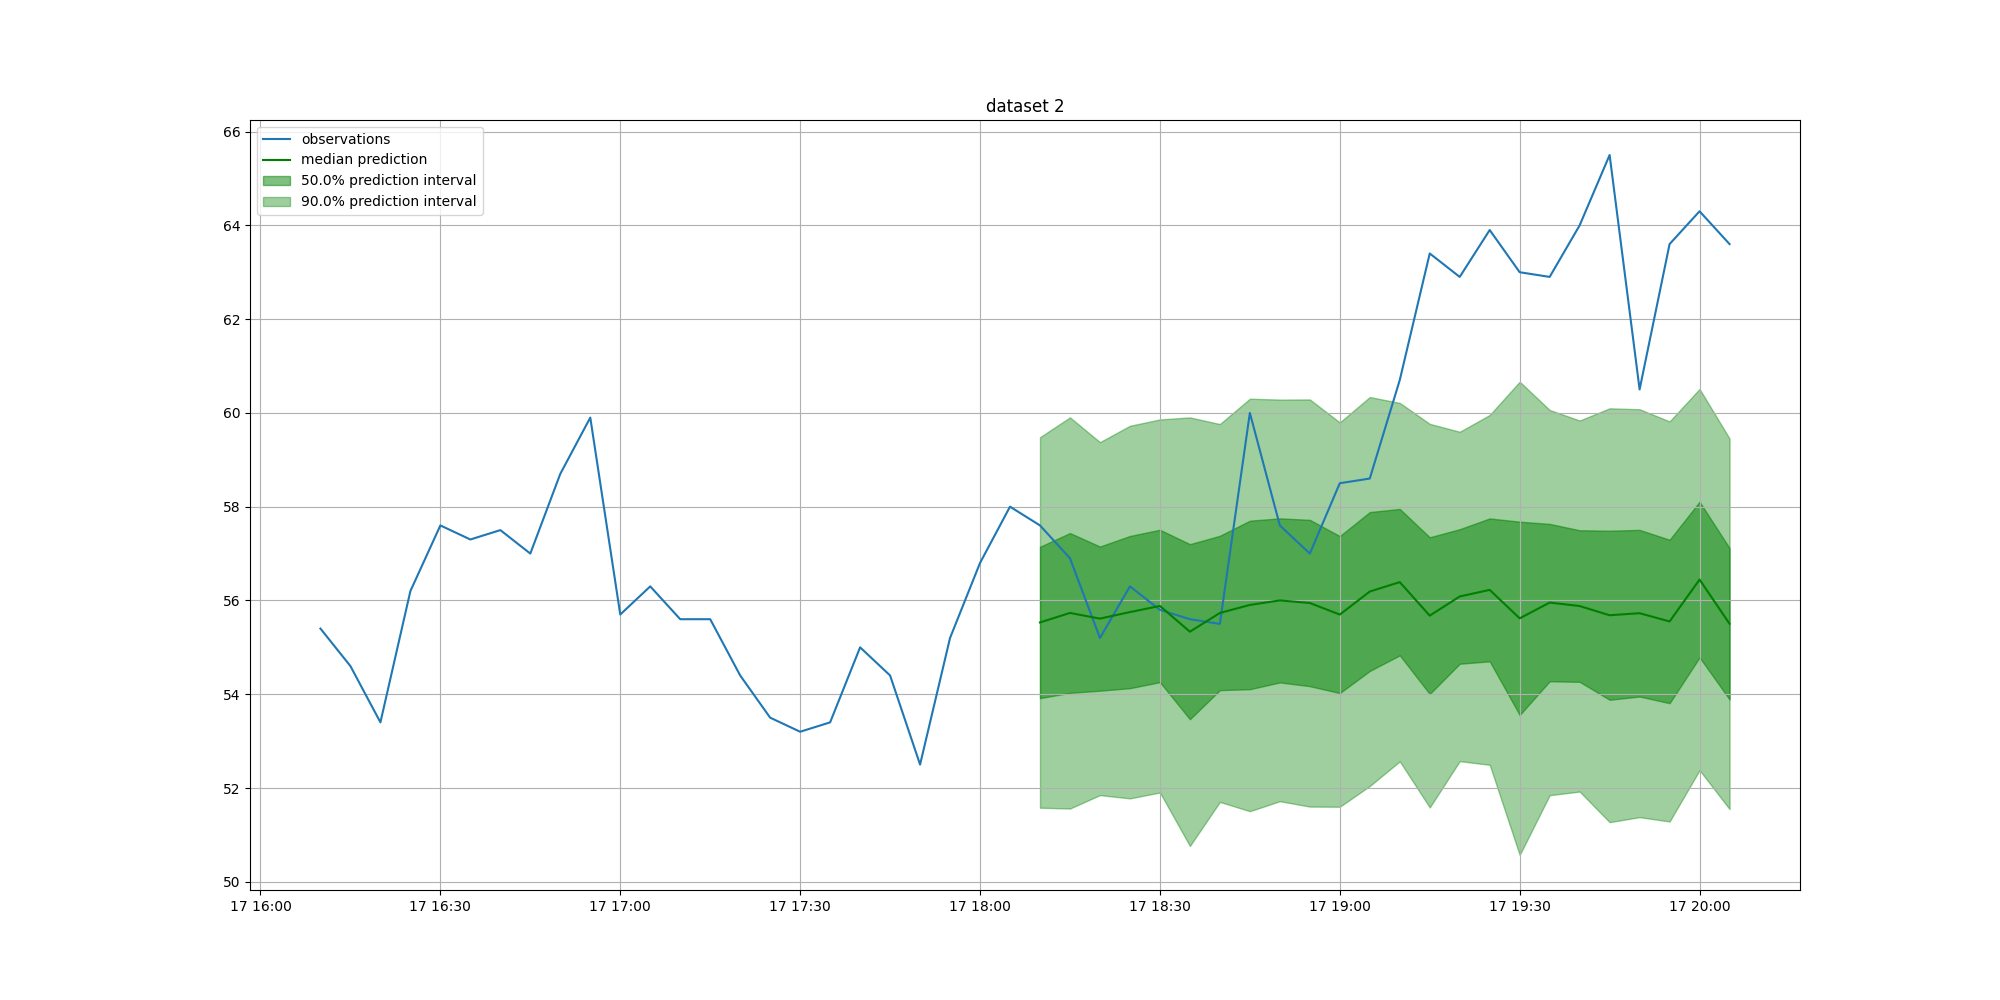 dataset 2
observations
median prediction
50.0% prediction interval
90.0% prediction interval
66
64
62
60
58
56
54
52
50
17 16:00 17 16:30 17 17:00 17 17:30 17 18:00 17 18:30 17 19:00 17 19:30 17 20:00